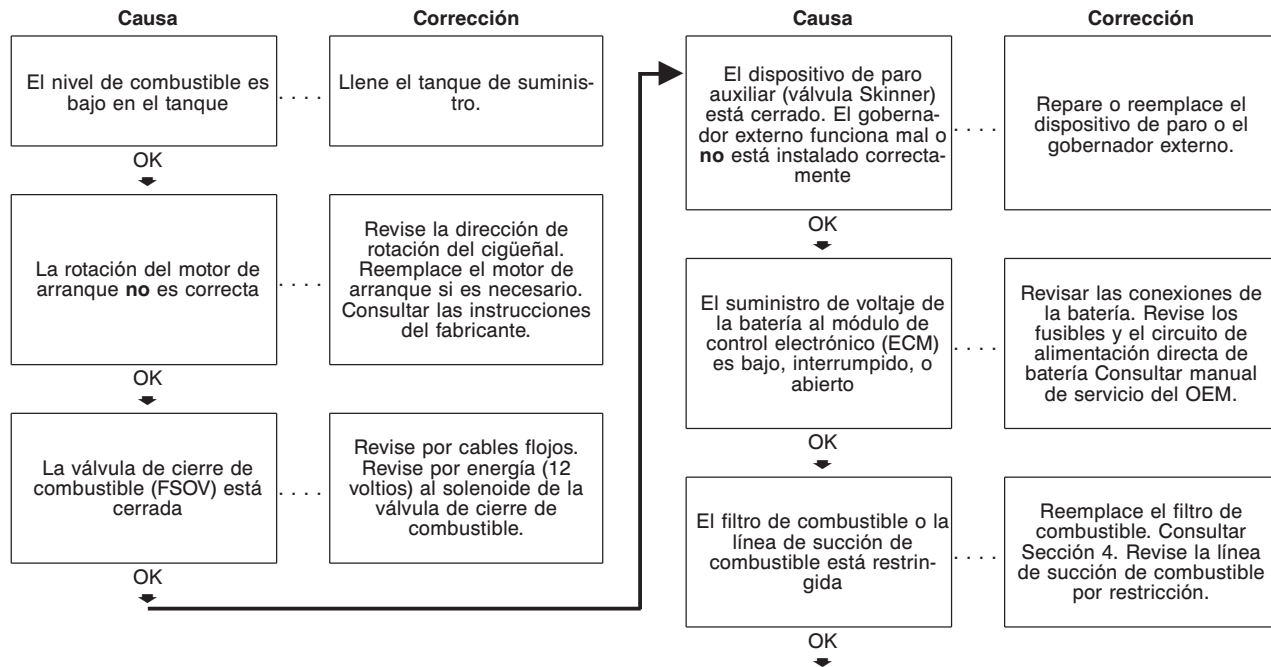 Causa
Corrección
El nivel de combustible es
bajo en el tanque
. . . .
Llene el tanque de suminis-
tro.
OK
La rotación del motor de
arranque no es correcta
. . . .
Revise la dirección de
rotación del cigüeñal.
Reemplace el motor de
arranque si es necesario.
Consultar las instrucciones
del fabricante.
OK
La válvula de cierre de
combustible (FSOV) está
cerrada
. . . .
Revise por cables flojos.
Revise por energía (12
voltios) al solenoide de la
válvula de cierre de
combustible.
OK
Causa
Corrección
El dispositivo de paro
auxiliar (válvula Skinner)
está cerrado. El goberna-
dor externo funciona mal o
no está instalado correcta-
mente
. . . .
Repare o reemplace el
dispositivo de paro o el
gobernador externo.
OK
El suministro de voltaje de
la batería al módulo de
control electrónico (ECM)
es bajo, interrumpido, o
abierto
. . . .
Revisar las conexiones de
la batería. Revise los
fusibles y el circuito de
alimentación directa de
batería Consultar manual
de servicio del OEM.
OK
El filtro de combustible o la
línea de succión de
combustible está restrin-
gida
. . . .
Reemplace el filtro de
combustible. Consultar
Sección 4. Revise la línea
de succión de combustible
por restricción.
OK